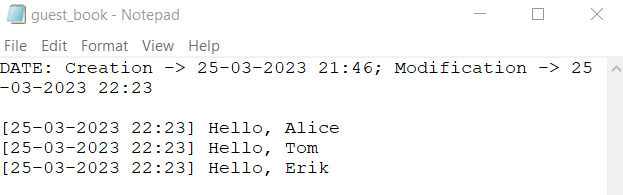 guest_book - Notepad
File Edit Format View Help
DATE: Creation -> 25-03-2023 21:46; Modification -> 25
-03-2023 22:23
[25-03-2023 22:23] Hello, Alice
[25-03-2023 22:23] Hello, Tom
[25-03-2023 22:23] Hello, Erik